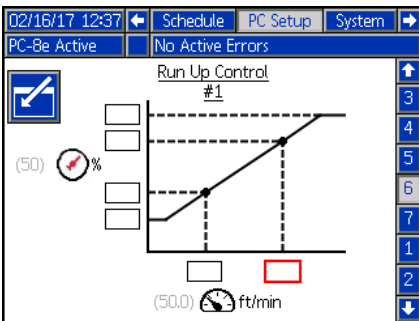 02/16/17 12:37 Schedule PC Setup System
PC-8e Active No Active Errors
Run Up Control
#1
3
4
5
6
7
1
2
(50) %
(50.0) ft/min